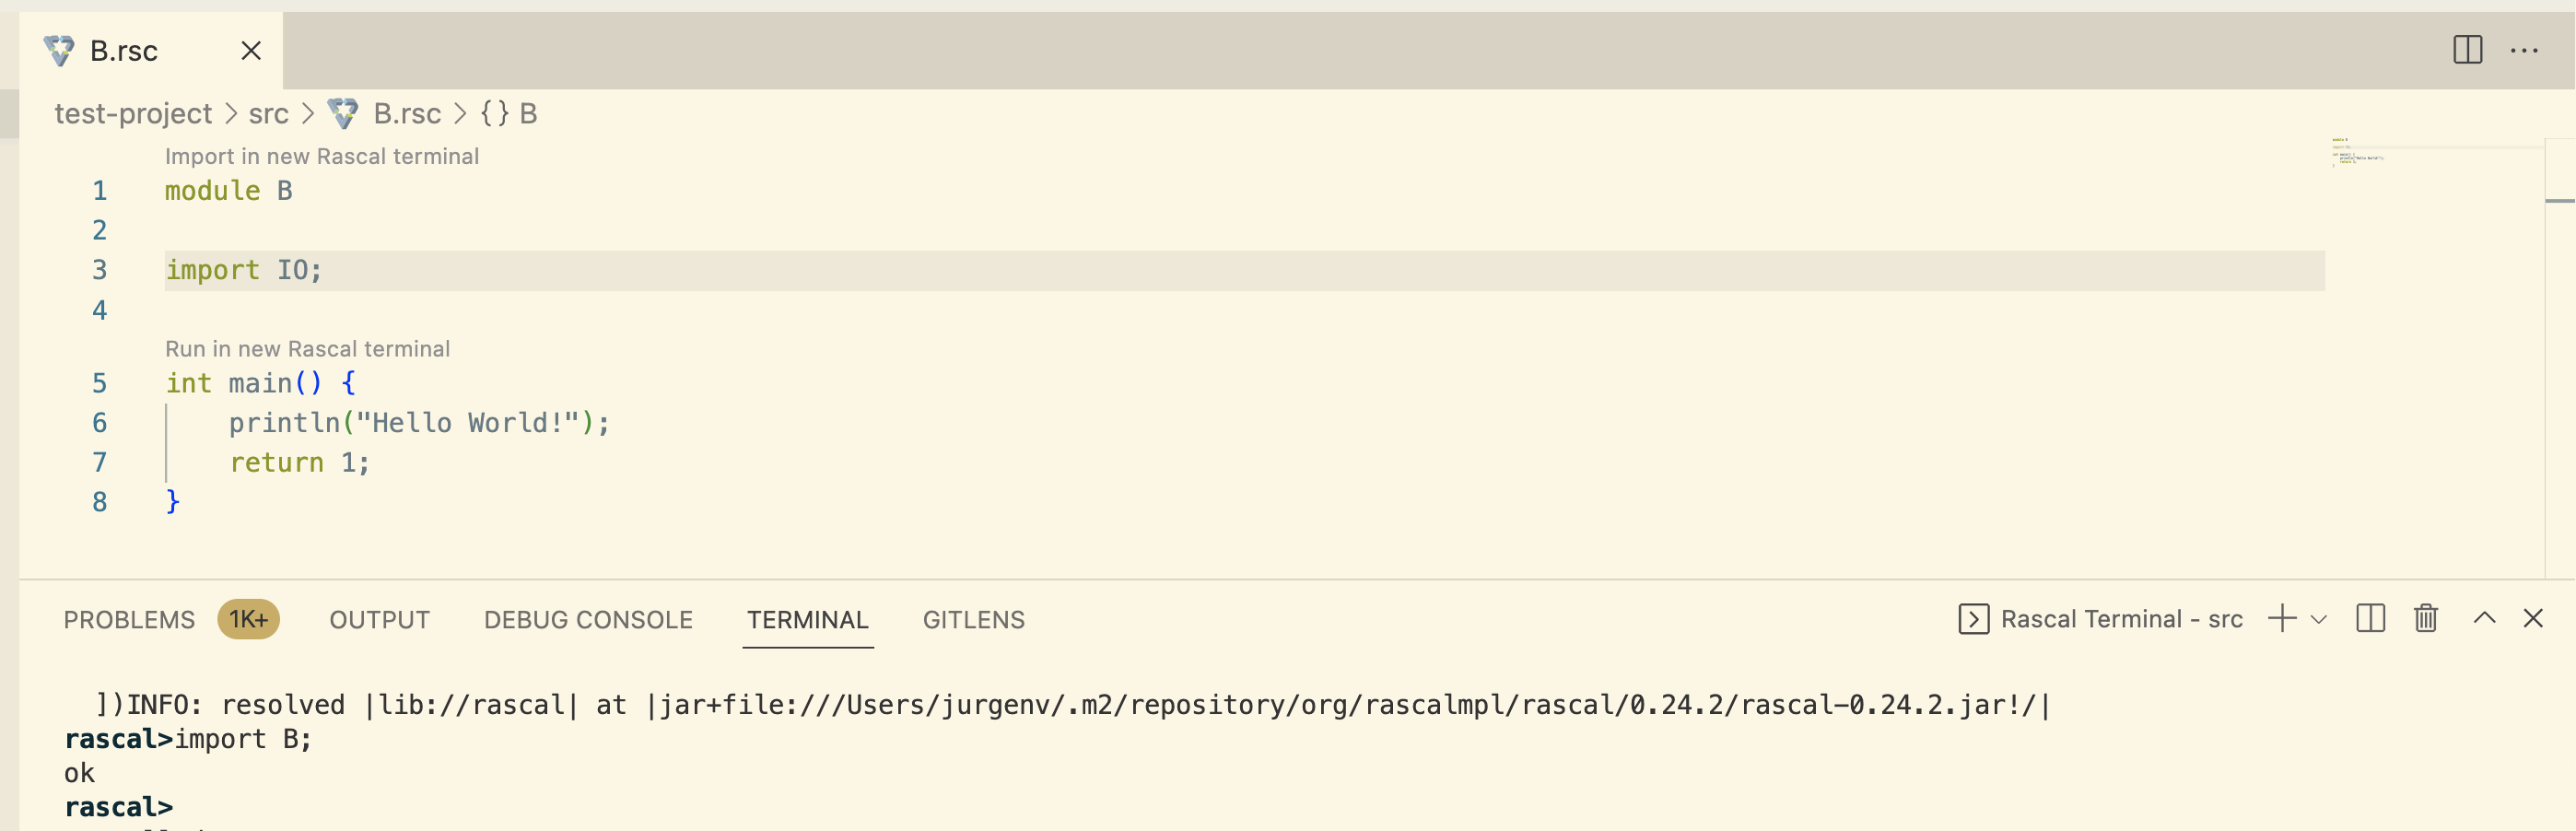 B.rsc
test-project > src > B.rsc > {} B
Import in new Rascal terminal
1 module B
2
3 import IO;
4
Run in new Rascal terminal
5 int main() {
6     println("Hello World!");
7     return 1;
8 }
PROBLEMS 1K+ OUTPUT DEBUG CONSOLE TERMINAL GITLENS Rascal Terminal - src
])INFO: resolved |lib://rascal| at |jar+file:///Users/jurgenv/.m2/repository/org/rascalmpl/rascal/0.24.2/rascal-0.24.2.jar!/|
rascal>import B;
ok
rascal>